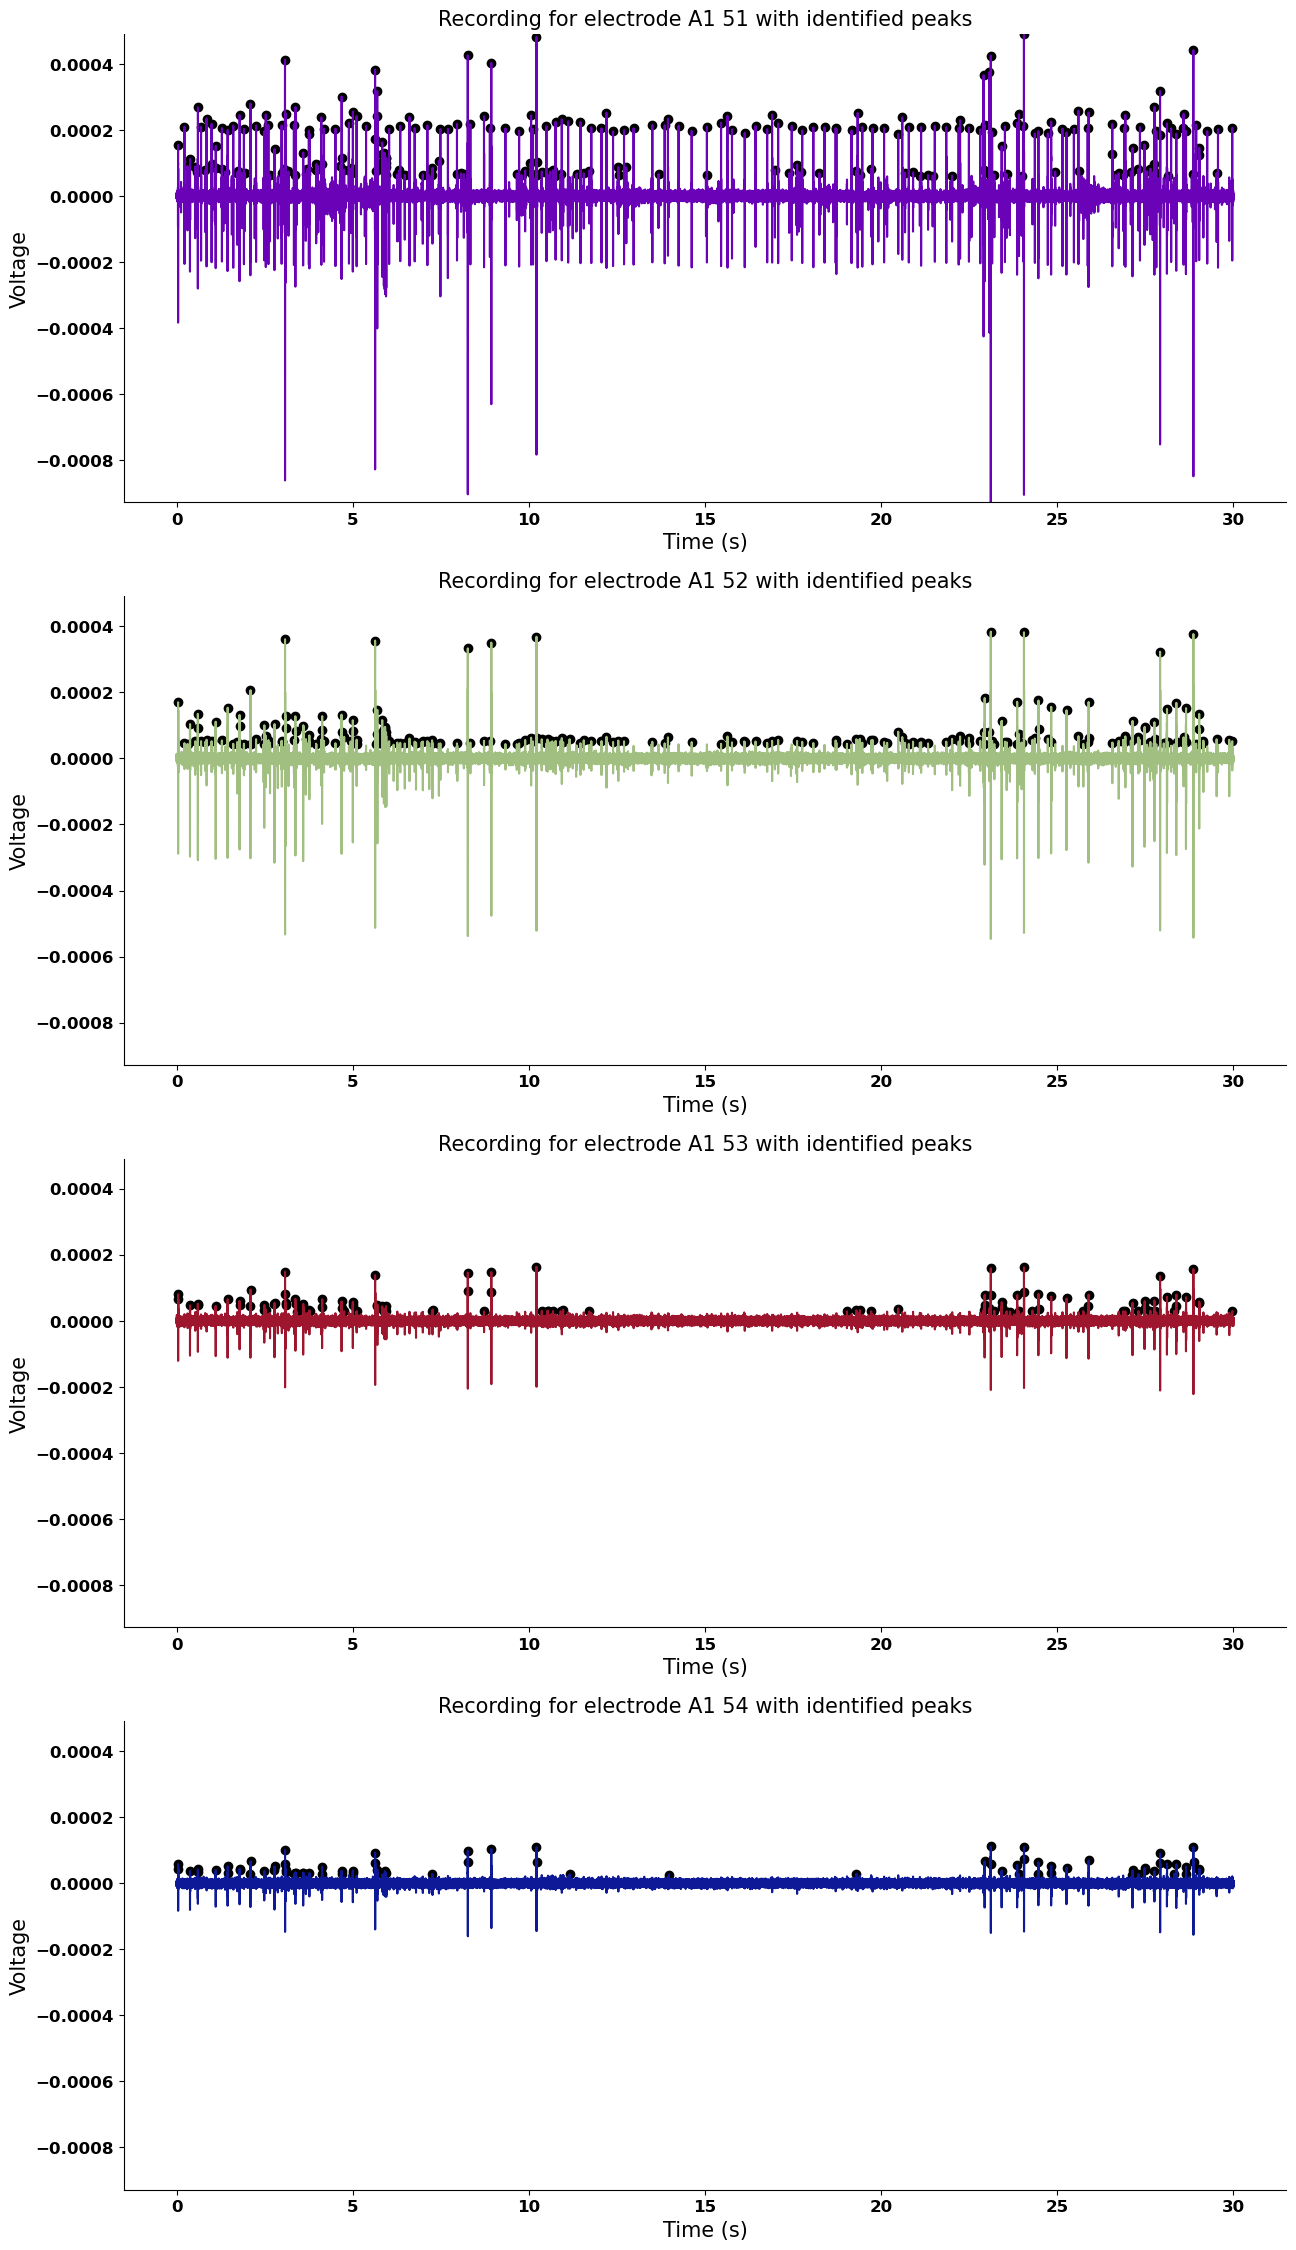 Recording for electrode A1 51 with identified peaks
0.0004
0.0002
0.0000
−0.0002
−0.0004
−0.0006
−0.0008
Voltage
0 5 10 15 20 25 30
Time (s)
Recording for electrode A1 52 with identified peaks
0.0004
0.0002
0.0000
−0.0002
−0.0004
−0.0006
−0.0008
Voltage
0 5 10 15 20 25 30
Time (s)
Recording for electrode A1 53 with identified peaks
0.0004
0.0002
0.0000
−0.0002
−0.0004
−0.0006
−0.0008
Voltage
0 5 10 15 20 25 30
Time (s)
Recording for electrode A1 54 with identified peaks
0.0004
0.0002
0.0000
−0.0002
−0.0004
−0.0006
−0.0008
Voltage
0 5 10 15 20 25 30
Time (s)